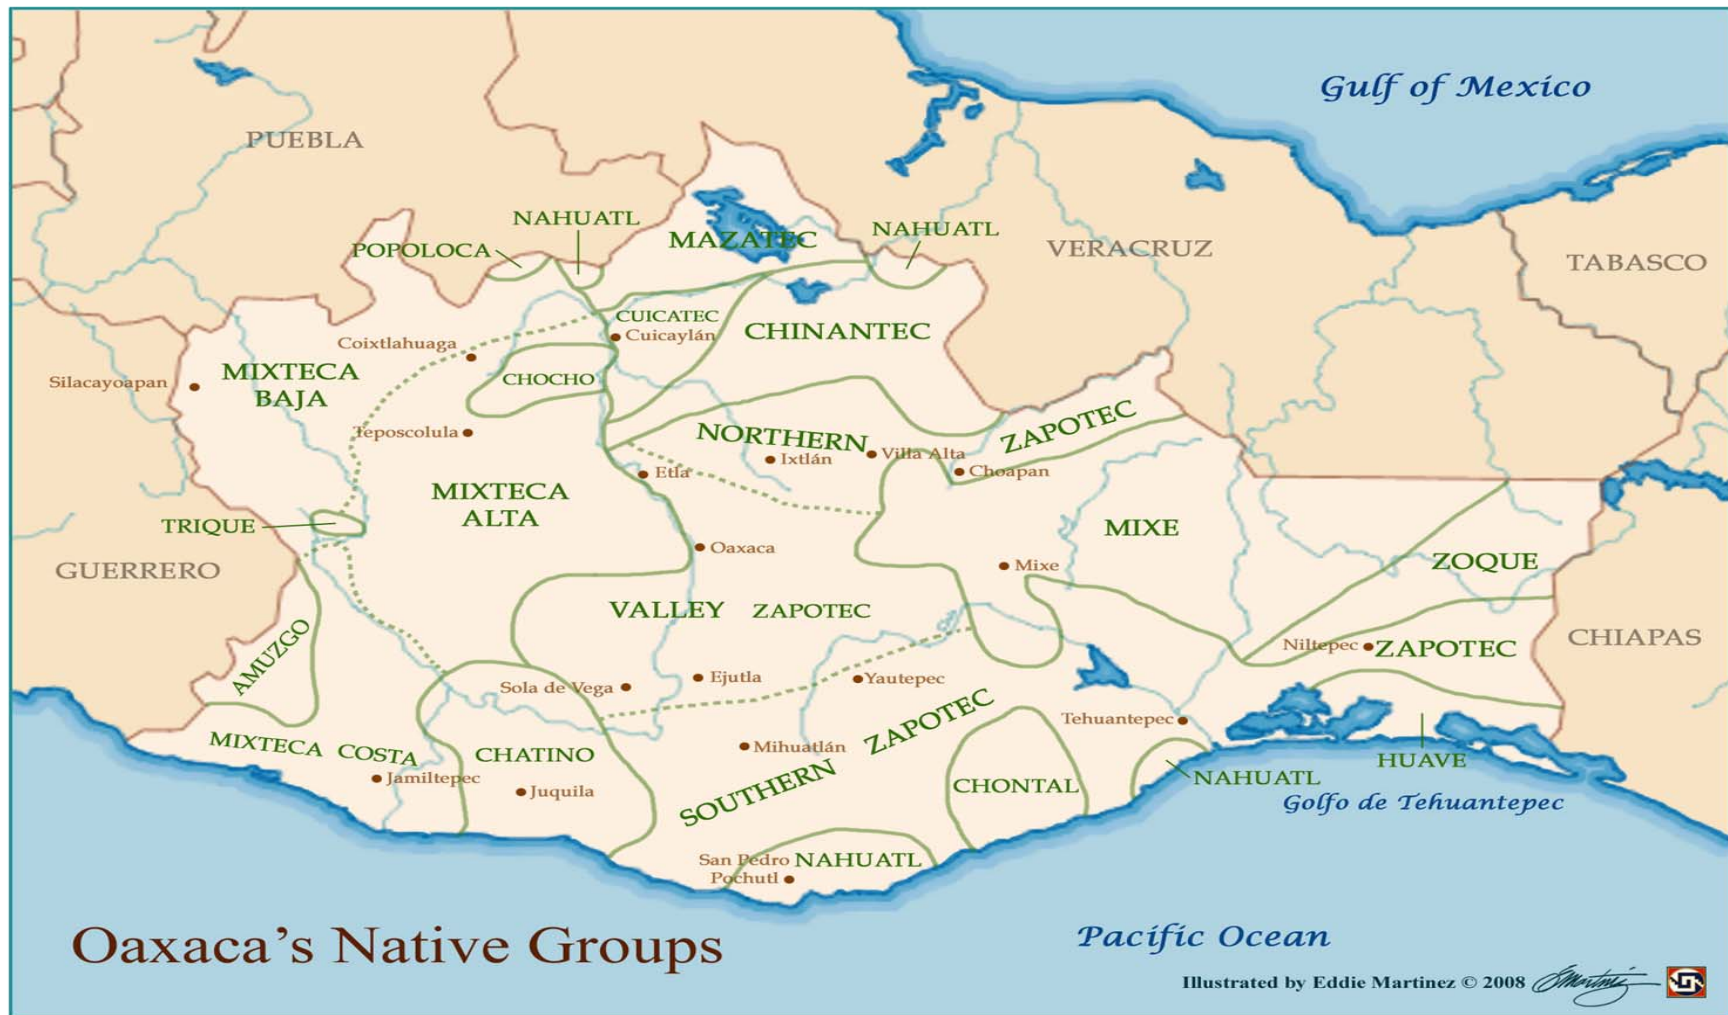 Gulf of Mexico
PUEBLA
NAHUATL
POPOLOCA
MAZATEC
NAHUATL
VERACRUZ
TABASCO
CUICATEC
Cuicaylán
CHINANTEC
Coixtlahuaga
Silacayoapan
MIXTECA
BAJA
CHOCHO
Teposcolula
NORTHERN
ZAPOTEC
Ixtlán
Villa Alta
Choapan
Etla
MIXTECA
ALTA
TRIQUE
MIXE
Oaxaca
Mixe
ZOQUE
GUERRERO
VALLEY ZAPOTEC
CHIAPAS
AMUZGO
Niltepec
ZAPOTEC
Sola de Vega
Ejutla
Yautepec
Tehuantepec
MIXTECA COSTA
CHATINO
Mihuatlán
SOUTHERN ZAPOTEC
Jamiltepec
Juquila
CHONTAL
NAHUATL
HUAVE
Golfo de Tehuantepec
San Pedro
Pochutl
NAHUATL
Oaxaca's Native Groups
Pacific Ocean
Illustrated by Eddie Martinez © 2008